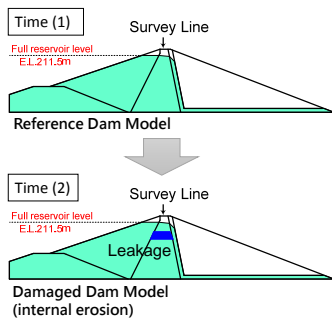 Time (1)
Survey Line
Full reservoir level
E.L.211.5m
Reference Dam Model
Time (2)
Survey Line
Full reservoir level
E.L.211.5m
Leakage
Damaged Dam Model
(internal erosion)